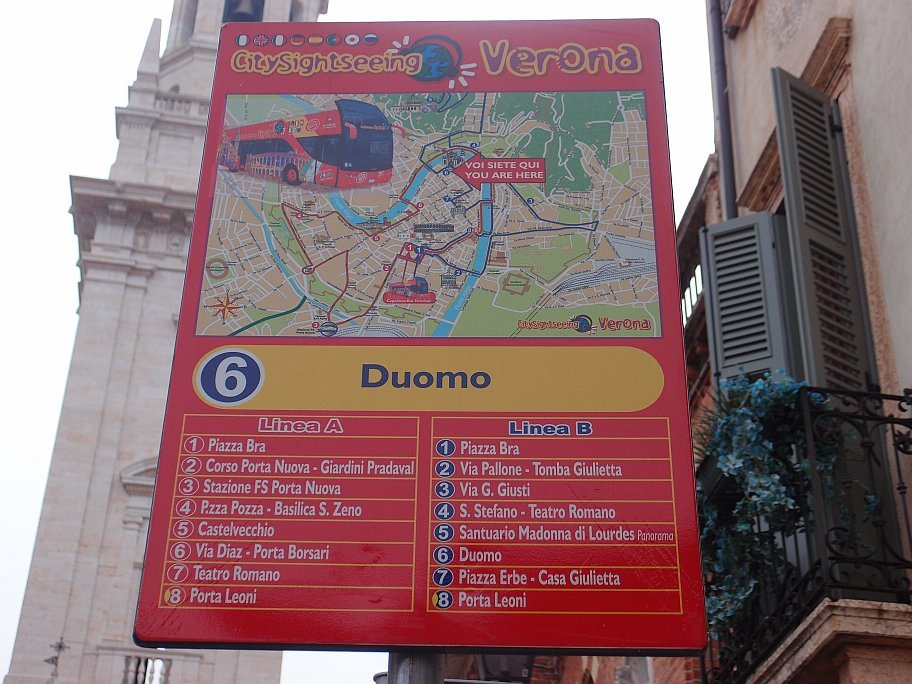 CitySightseeing Verona
VOI SIETE QUI
YOU ARE HERE
CitySightseeing Verona
6 Duomo
Linea A
1 Piazza Bra
2 Corso Porta Nuova - Giardini Pradaval
3 Stazione FS Porta Nuova
4 P.zza Pozza - Basilica S. Zeno
5 Castelvecchio
6 Via Diaz - Porta Borsari
7 Teatro Romano
8 Porta Leoni
Linea B
1 Piazza Bra
2 Via Pallone - Tomba Giulietta
3 Via G. Giusti
4 S. Stefano - Teatro Romano
5 Santuario Madonna di Lourdes Panorama
6 Duomo
7 Piazza Erbe - Casa Giulietta
8 Porta Leoni